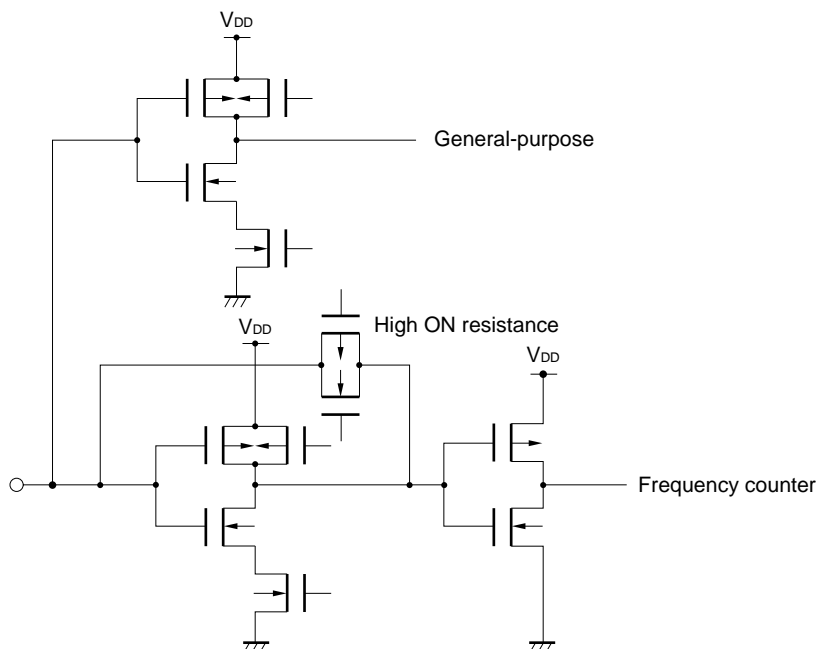 VDD
General-purpose
High ON resistance
VDD
VDD
Frequency counter